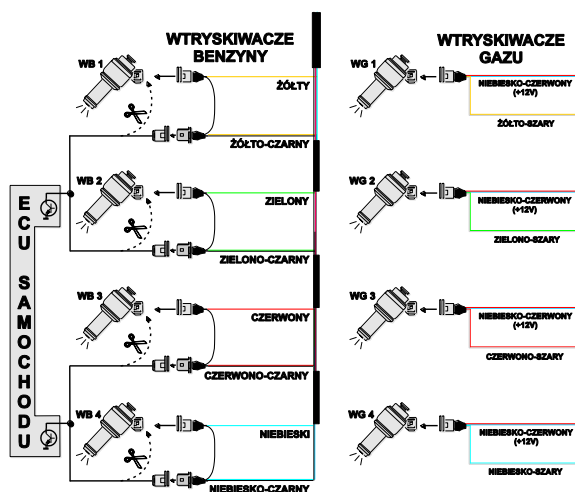 WTRYSKIWACZE
BENZYNY
WTRYSKIWACZE
GAZU
WB 1
ŻÓŁTY
ŻÓŁTO-CZARNY
WB 2
ZIELONY
ZIELONO-CZARNY
WB 3
CZERWONY
CZERWONO-CZARNY
WB 4
NIEBIESKI
NIEBIESKO-CZARNY
ECU SAMOCHODU
WG 1
NIEBIESKO-CZERWONY
(+12V)
ŻÓŁTO-SZARY
WG 2
NIEBIESKO-CZERWONY
(+12V)
ZIELONO-SZARY
WG 3
NIEBIESKO-CZERWONY
(+12V)
CZERWONO-SZARY
WG 4
NIEBIESKO-CZERWONY
(+12V)
NIEBIESKO-SZARY